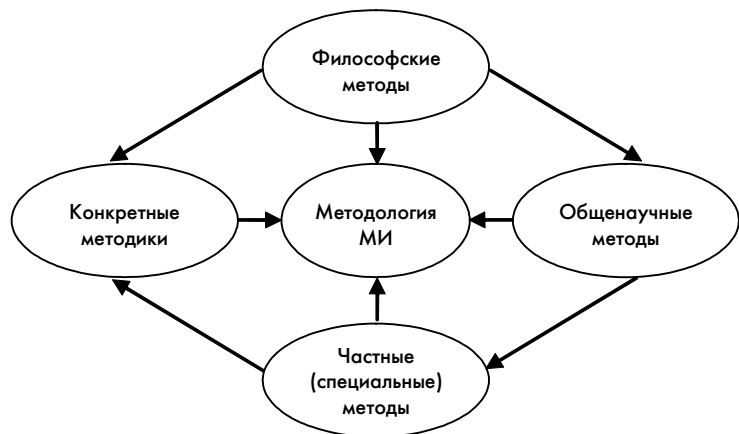 Философские
методы
Конкретные
методики
Методология
МИ
Общенаучные
методы
Частные
(специальные)
методы